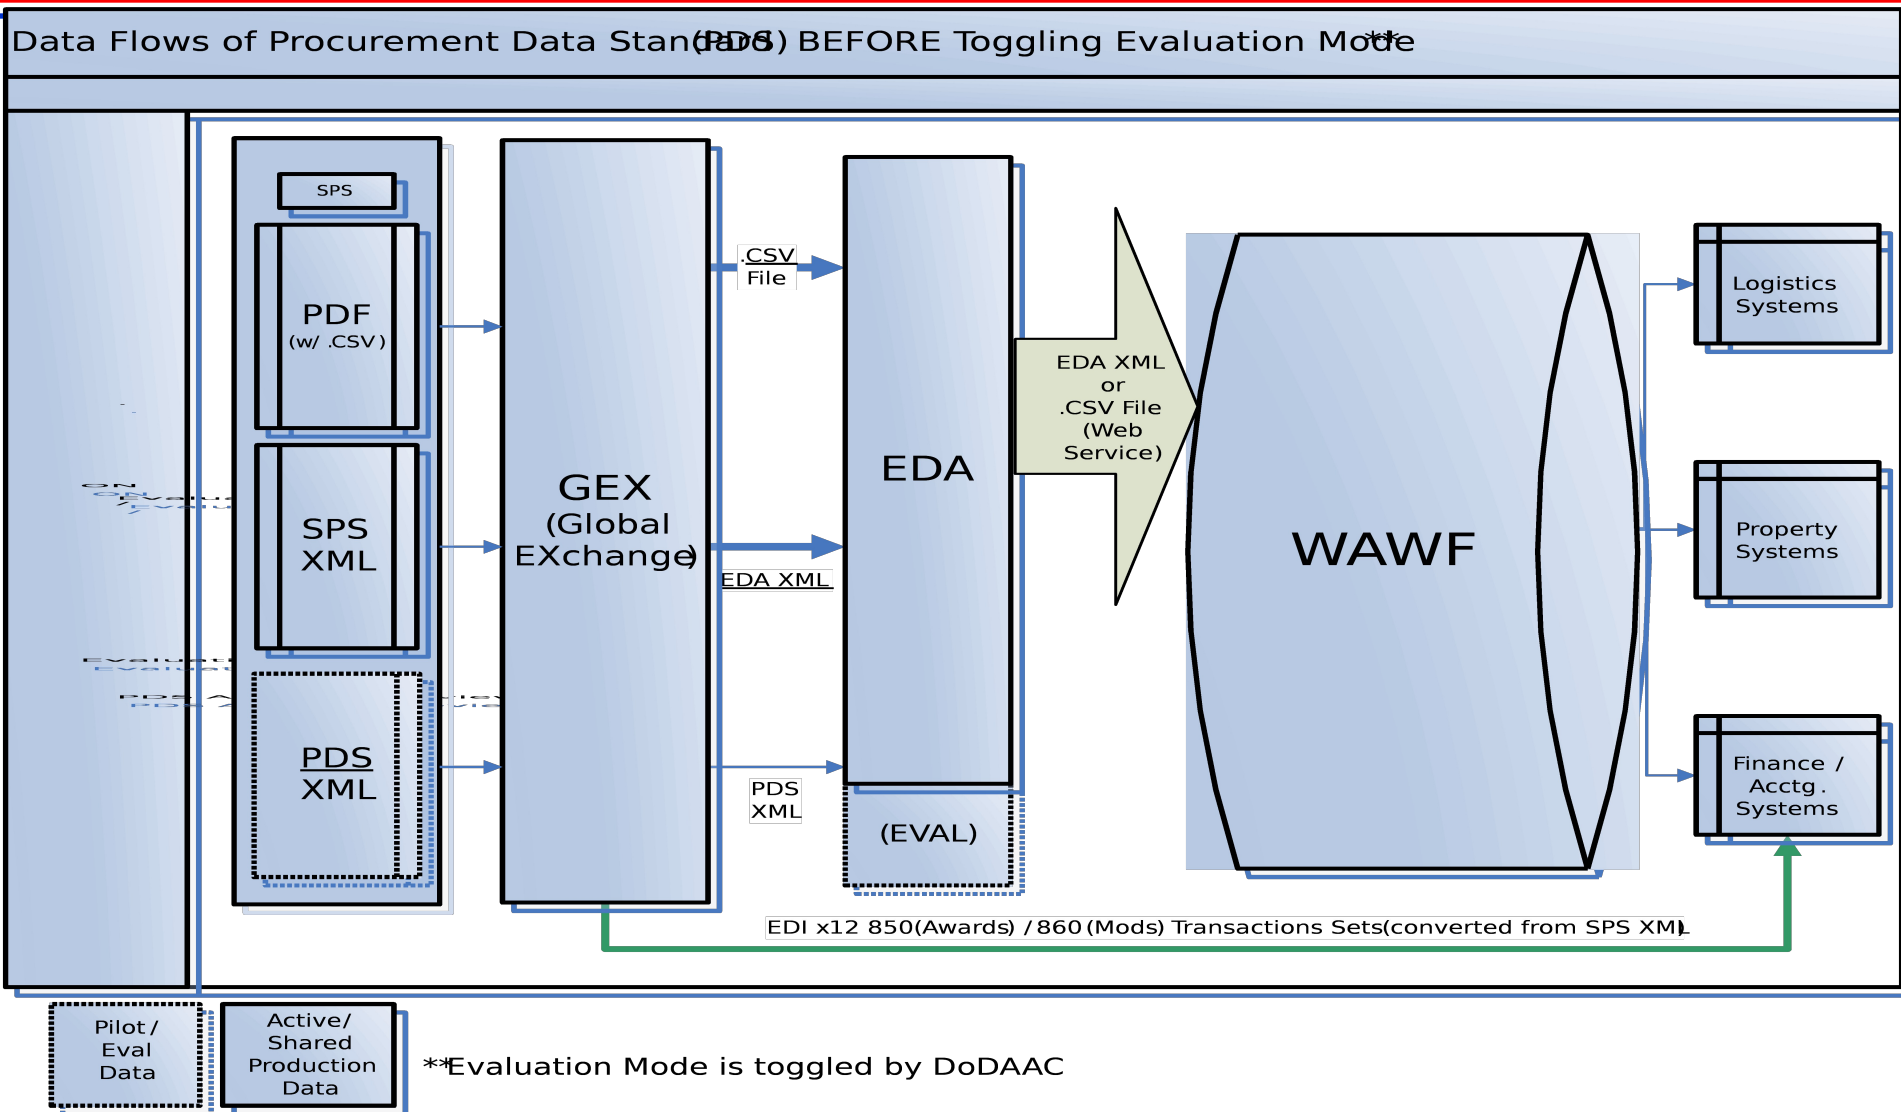 Data Flows of Procurement Data Standard (PDS) BEFORE Toggling Evaluation Mode **
SPS
PDF
(w/ .CSV)
SPS
XML
PDS
XML
GEX
(Global
EXchange)
.CSV
File
EDA XML
PDS
XML
EDA
(EVAL)
EDA XML
or
.CSV File
(Web
Service)
WAWF
Logistics
Systems
Property
Systems
Finance /
Acctg.
Systems
ON
EDI x12 850(Awards) / 860 (Mods) Transactions Sets(converted from SPS XML)
Pilot /
Eval
Data
Active/
Shared
Production
Data
**Evaluation Mode is toggled by DoDAAC